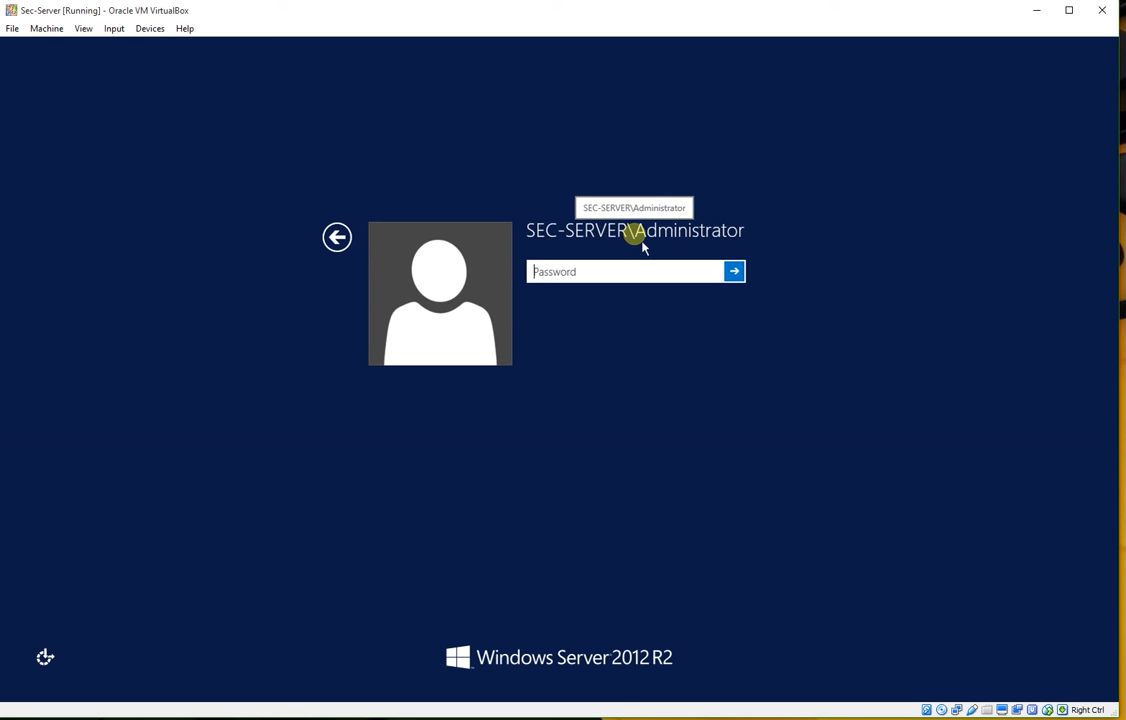 Sec-Server [Running] - Oracle VM VirtualBox
File Machine View Input Devices Help
SEC-SERVER\Administrator
SEC-SERVER\Administrator
Password
Windows Server 2012 R2
Right Ctrl